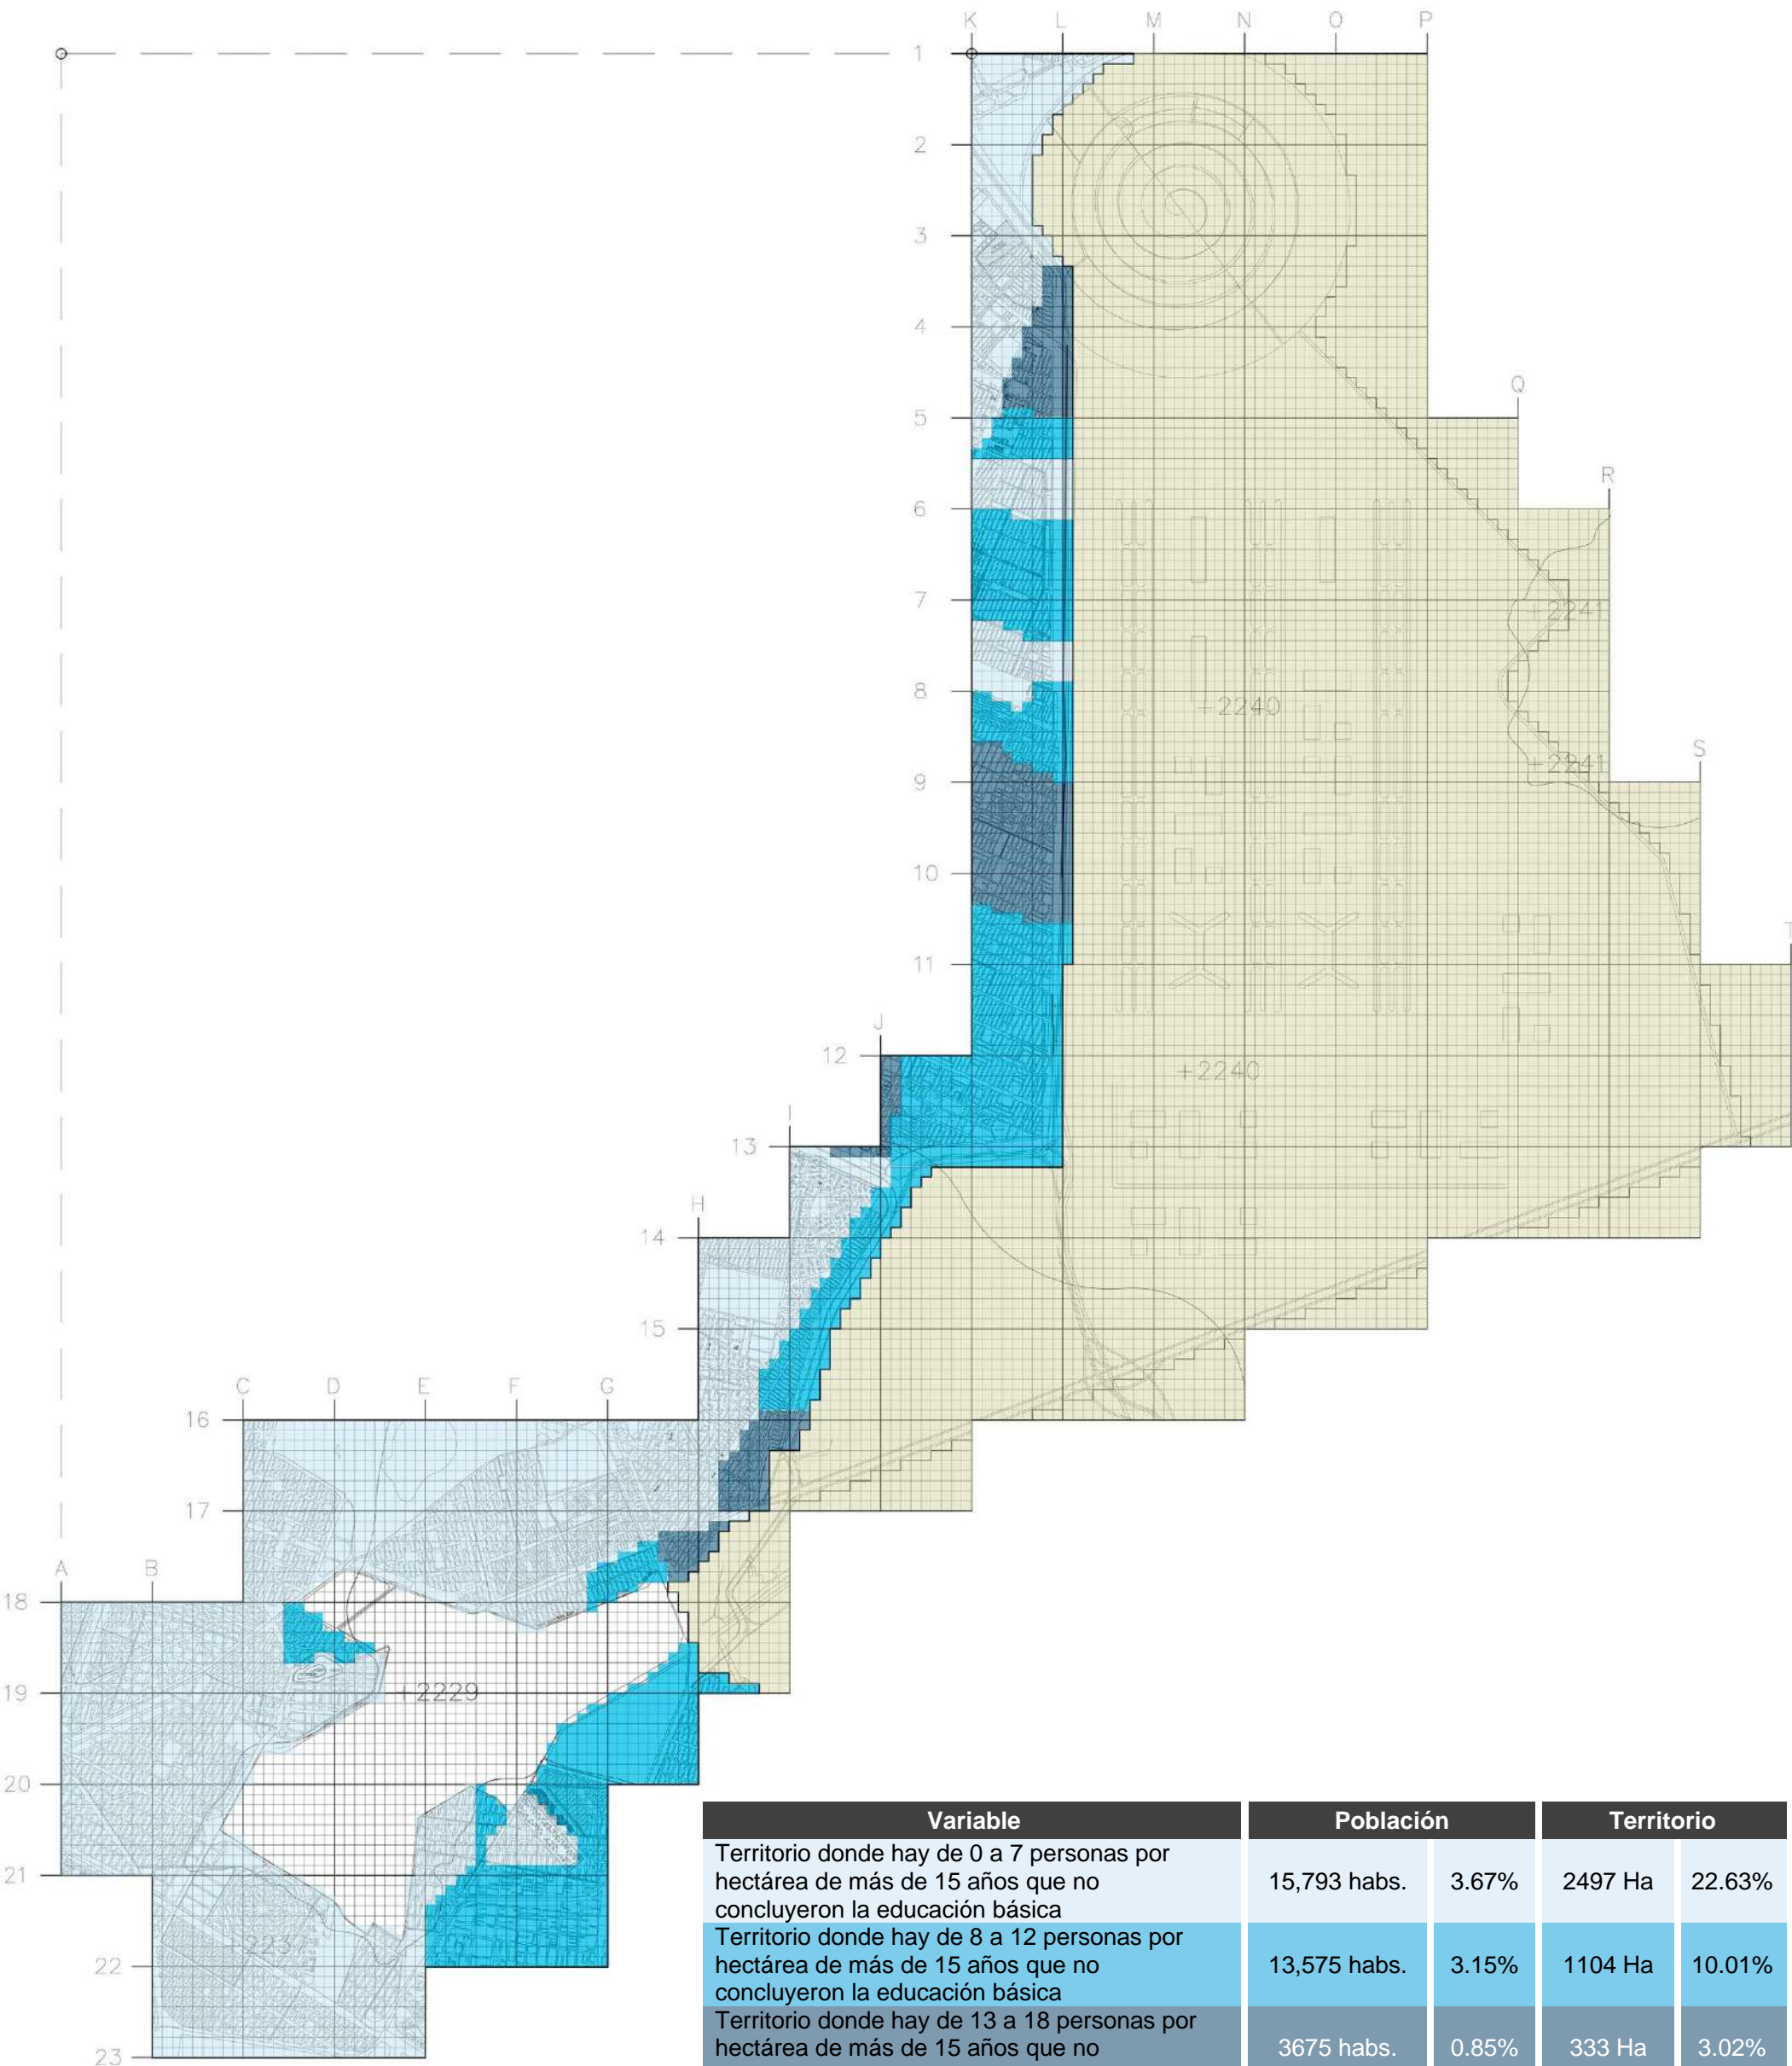 K L M N O P
1
2
3
4
Q
5
R
6
7
+2241
8
+2240
S
9
+2241
10
11
T
J
12
+2240
I
13
H
14
15
C D E F G
16
17
A B
18
19
+2229
20
21
2237
22
23
Variable Población Territorio
Territorio donde hay de 0 a 7 personas por
hectárea de más de 15 años que no
concluyeron la educación básica
15,793 habs. 3.67% 2497 Ha 22.63%
Territorio donde hay de 8 a 12 personas por
hectárea de más de 15 años que no
concluyeron la educación básica
13,575 habs. 3.15% 1104 Ha 10.01%
Territorio donde hay de 13 a 18 personas por
hectárea de más de 15 años que no
3675 habs. 0.85% 333 Ha 3.02%